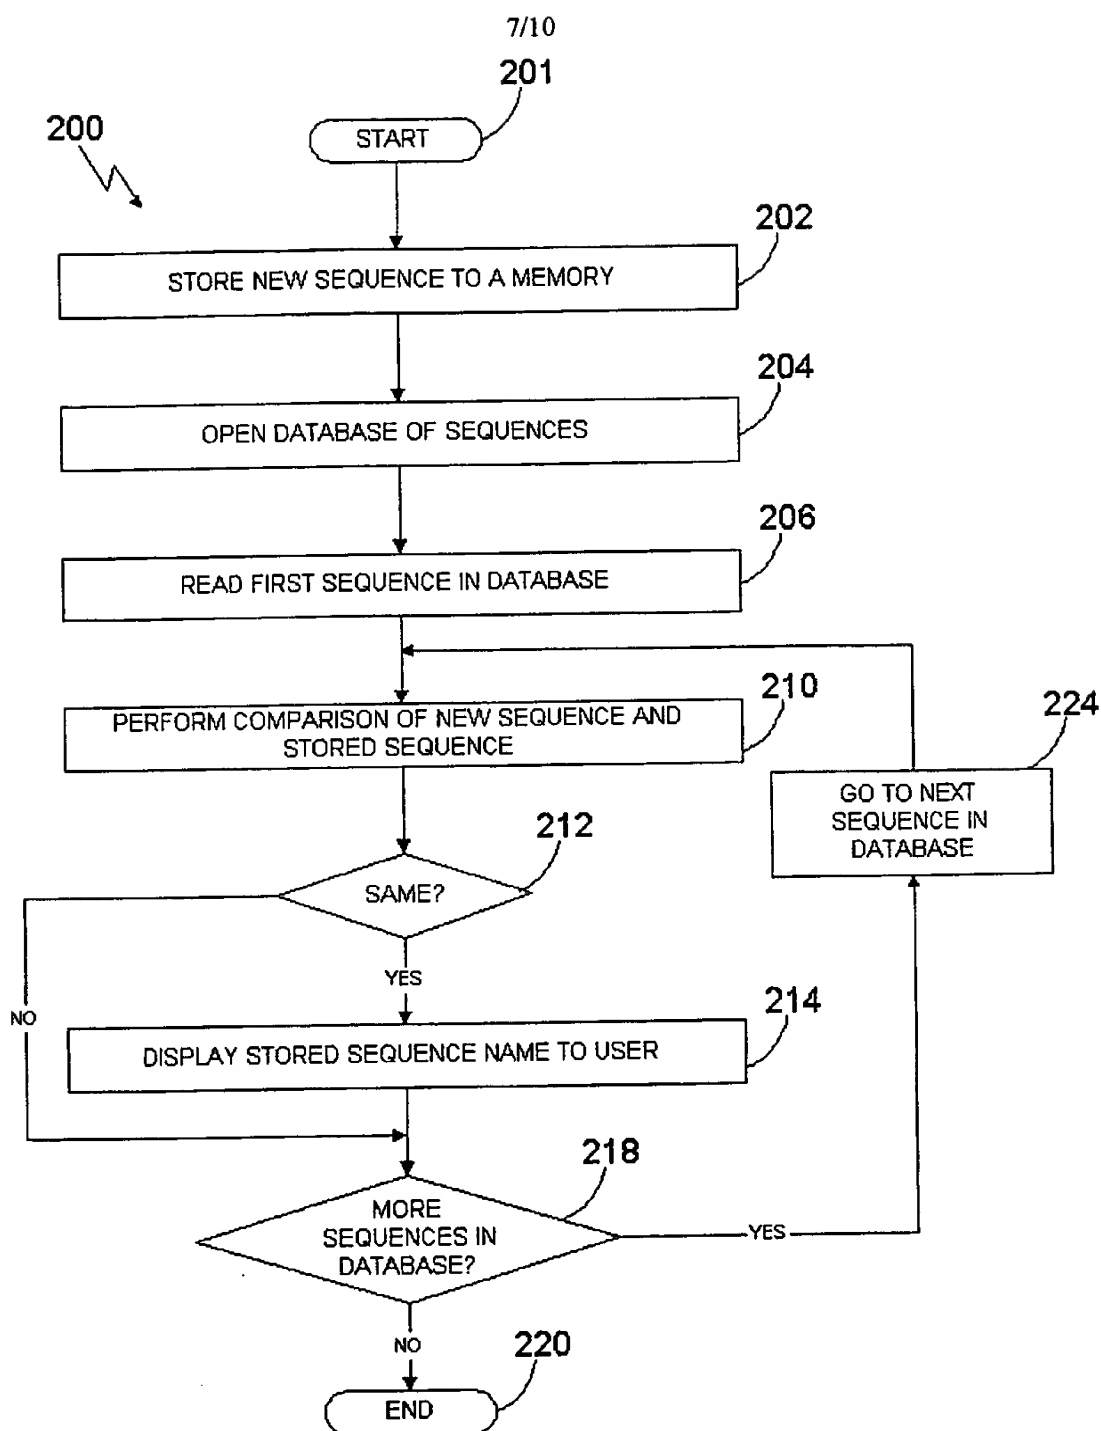 7/10
201
200
START
202
STORE NEW SEQUENCE TO A MEMORY
204
OPEN DATABASE OF SEQUENCES
206
READ FIRST SEQUENCE IN DATABASE
210
PERFORM COMPARISON OF NEW SEQUENCE AND
STORED SEQUENCE
224
GO TO NEXT
SEQUENCE IN
DATABASE
212
SAME?
YES
NO
214
DISPLAY STORED SEQUENCE NAME TO USER
218
MORE
SEQUENCES IN
DATABASE?
YES
NO
220
END